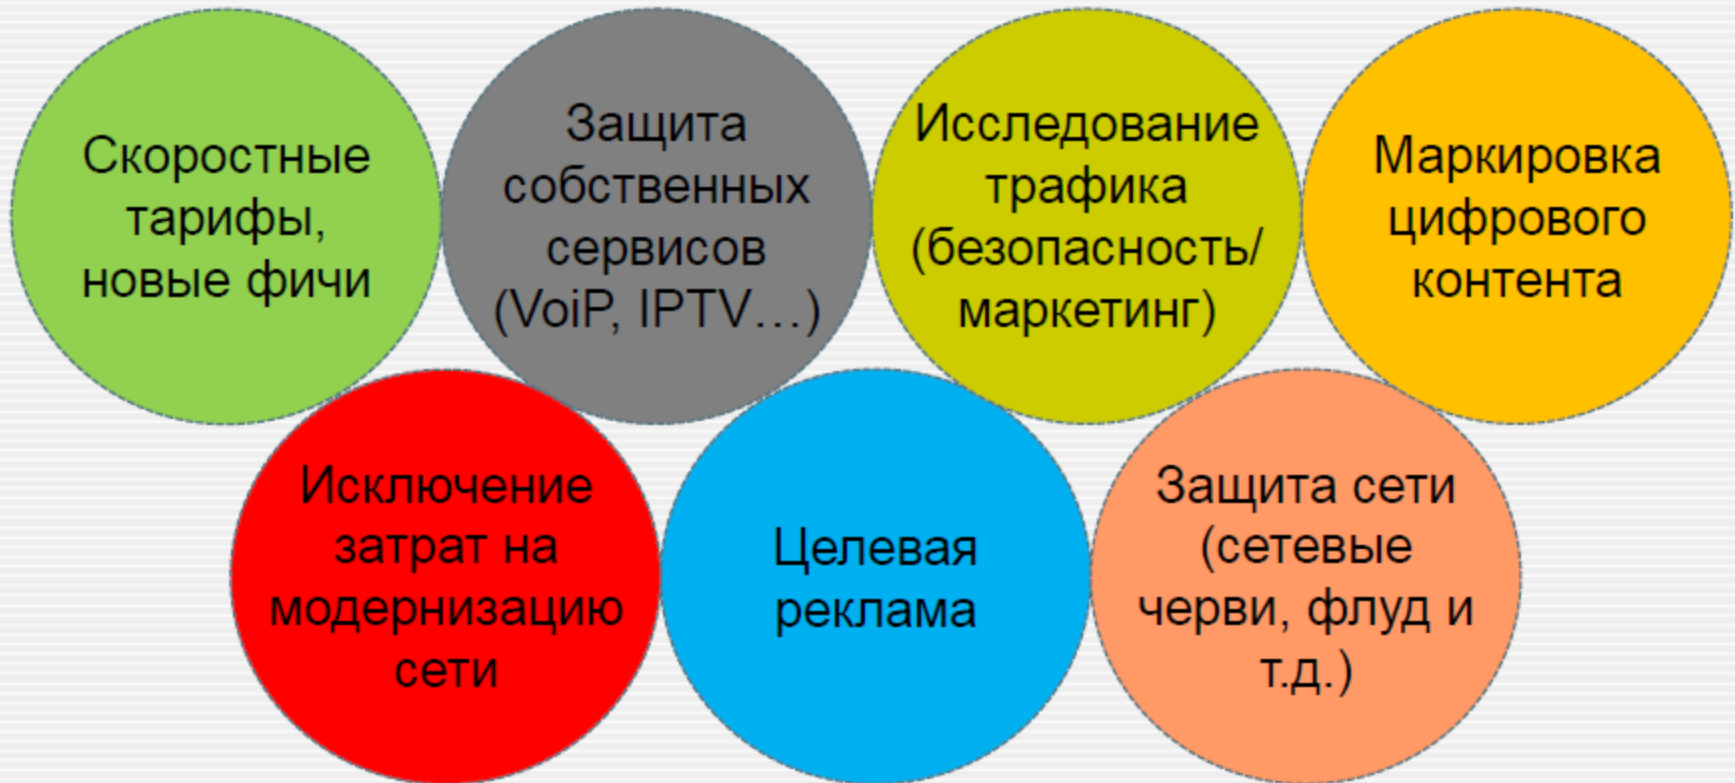 Скоростные
тарифы,
новые фичи
Защита
собственных
сервисов
(VoiP, IPTV…)
Исследование
трафика
(безопасность/
маркетинг)
Маркировка
цифрового
контента
Исключение
затрат на
модернизацию
сети
Целевая
реклама
Защита сети
(сетевые
черви, флуд и
т.д.)